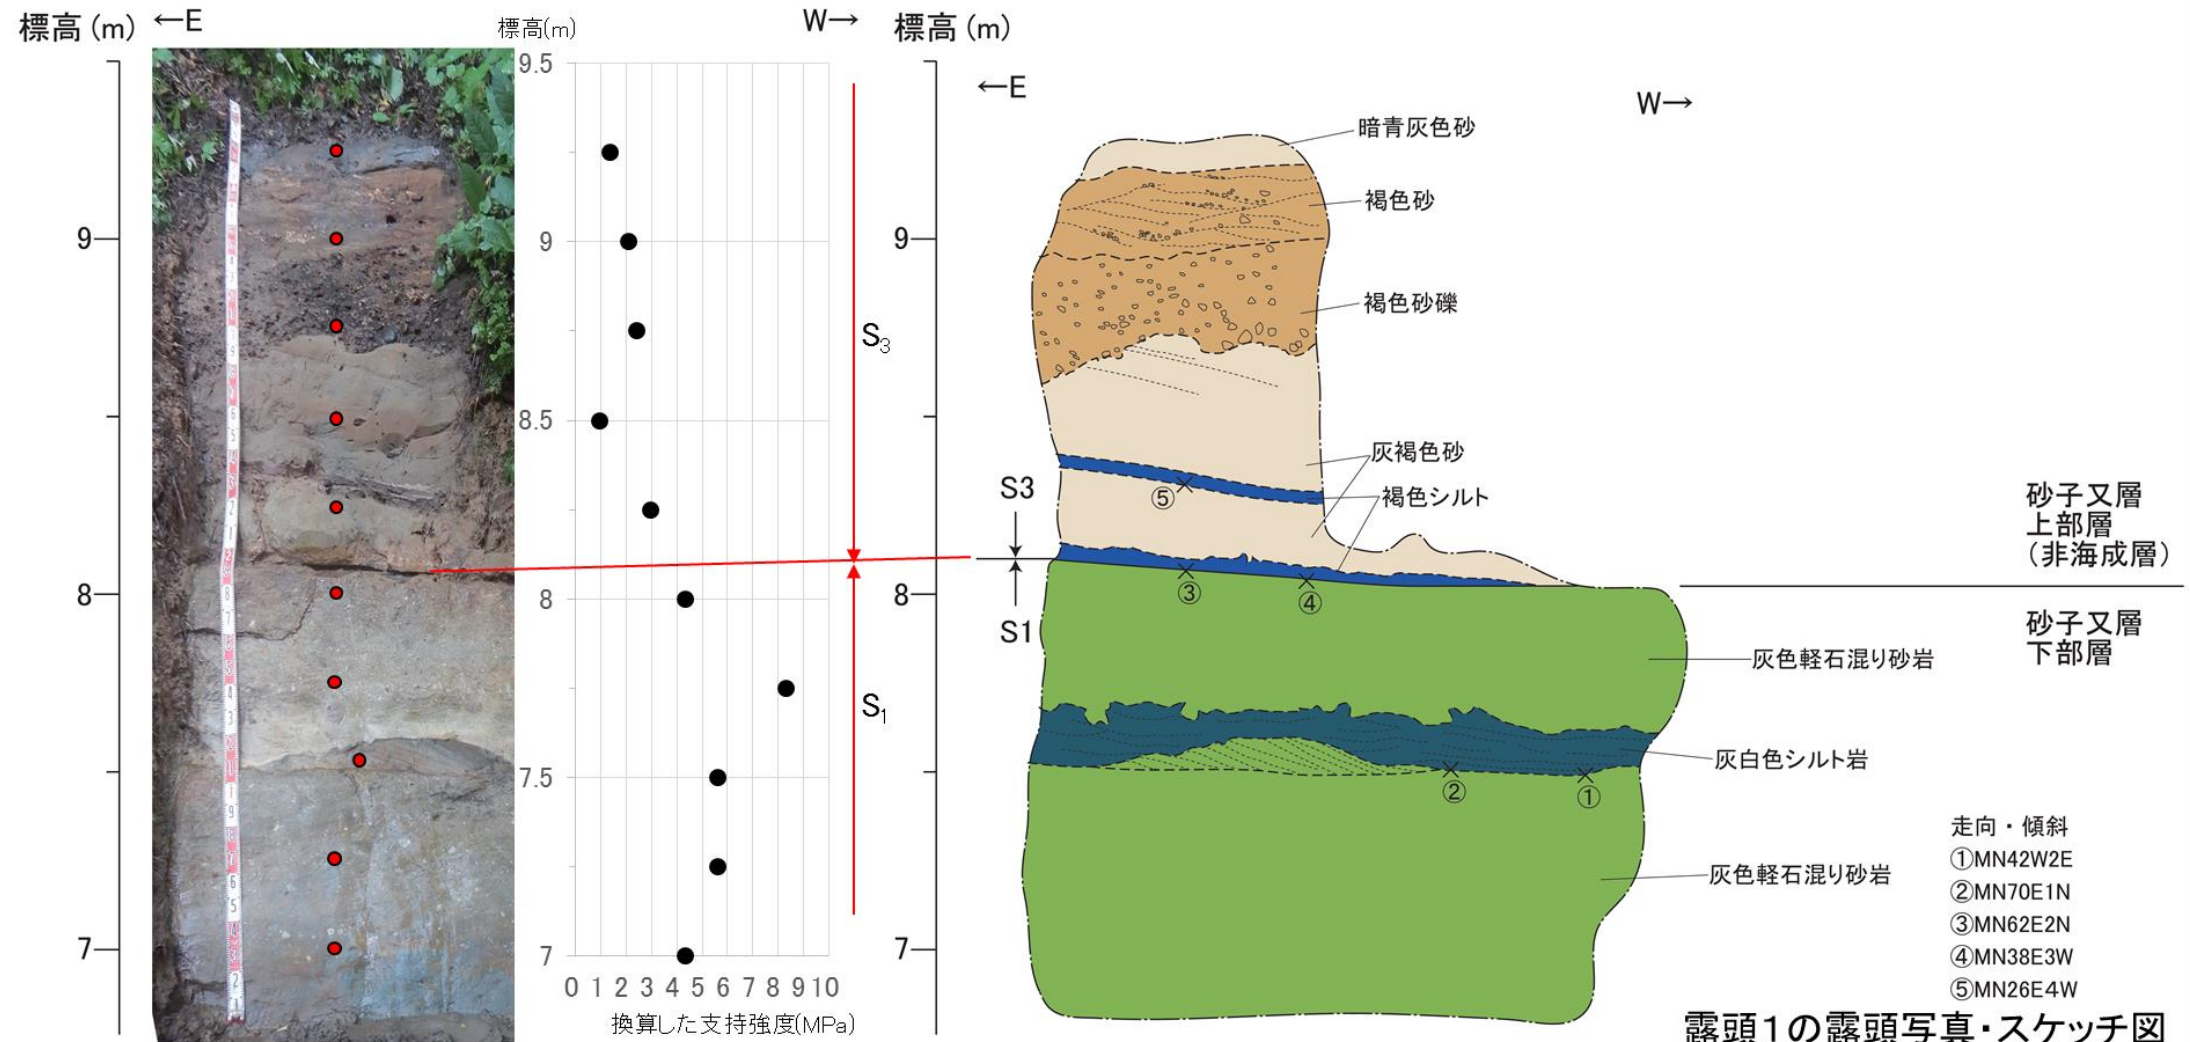 標高(m)
←E
標高(m)
W→
標高(m)
9
8
7
9.5
9
8.5
8
7.5
7
0 1 2 3 4 5 6 7 8 9 10
換算した支持強度(MPa)
S3
S1
←E
W→
9
8
7
暗青灰色砂
褐色砂
褐色砂礫
灰褐色砂
褐色シルト
⑤
S3
S1
③
④
砂子又層
上部層
(非海成層)
砂子又層
下部層
灰色軽石混り砂岩
灰白色シルト岩
②
①
灰色軽石混り砂岩
走向・傾斜
①MN42W2E
②MN70E1N
③MN62E2N
④MN38E3W
⑤MN26E4W
露頭1の露頭写真・スケッチ図